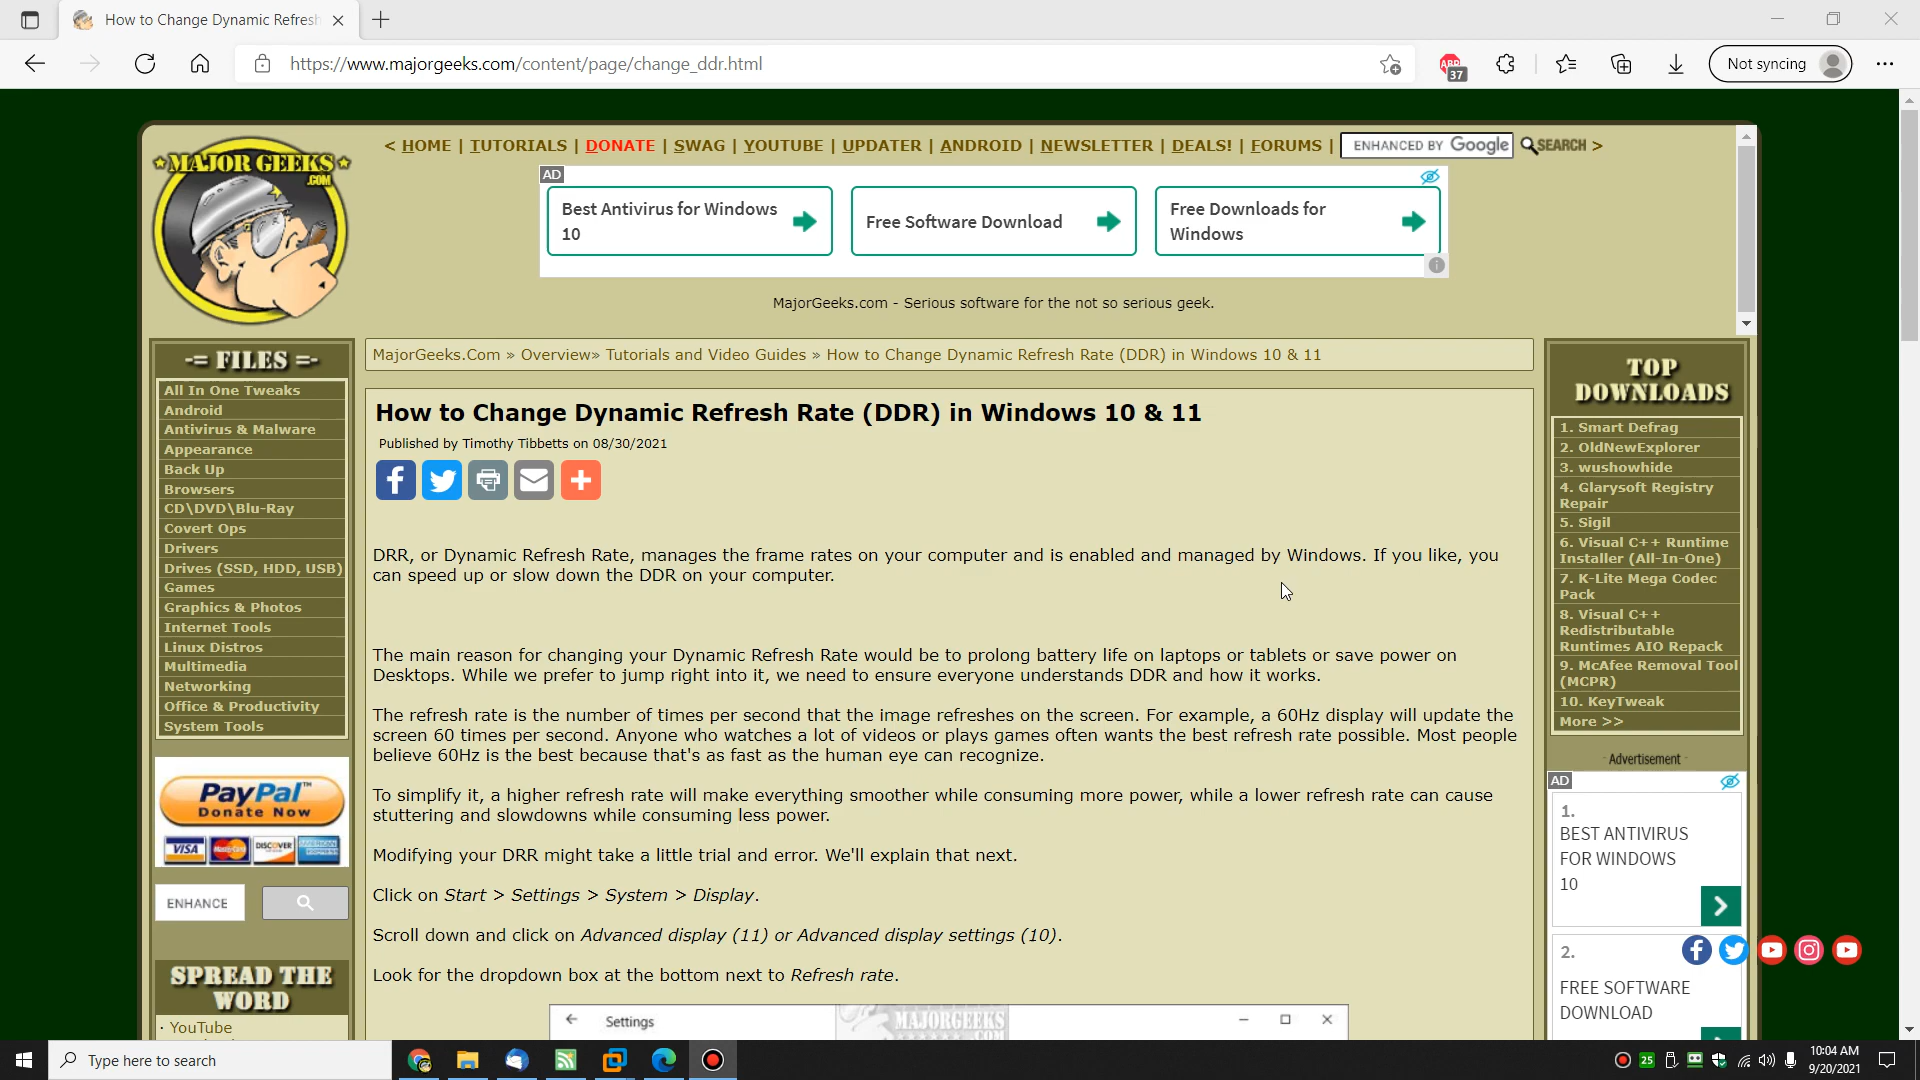 How to Change Dynamic Refresh
https://www.majorgeeks.com/content/page/change_ddr.html
ABP
37
Not syncing
MAJOR GEEKS
.COM
< HOME | TUTORIALS | DONATE | SWAG | YOUTUBE | UPDATER | ANDROID | NEWSLETTER | DEALS! | FORUMS | ENHANCED BY Google SEARCH >
AD
Best Antivirus for Windows
10
Free Software Download
Free Downloads for
Windows
MajorGeeks.com - Serious software for the not so serious geek.
-= FILES =-
All In One Tweaks
Android
Antivirus & Malware
Appearance
Back Up
Browsers
CD\DVD\Blu-Ray
Covert Ops
Drivers
Drives (SSD, HDD, USB)
Games
Graphics & Photos
Internet Tools
Linux Distros
Multimedia
Networking
Office & Productivity
System Tools
PayPal™
Donate Now
VISA MasterCard DISCOVER AMERICAN EXPRESS
ENHANCE
SPREAD THE
WORD
· YouTube
MajorGeeks.Com » Overview» Tutorials and Video Guides » How to Change Dynamic Refresh Rate (DDR) in Windows 10 & 11
How to Change Dynamic Refresh Rate (DDR) in Windows 10 & 11
Published by Timothy Tibbetts on 08/30/2021
DRR, or Dynamic Refresh Rate, manages the frame rates on your computer and is enabled and managed by Windows. If you like, you
can speed up or slow down the DDR on your computer.
The main reason for changing your Dynamic Refresh Rate would be to prolong battery life on laptops or tablets or save power on
Desktops. While we prefer to jump right into it, we need to ensure everyone understands DDR and how it works.
The refresh rate is the number of times per second that the image refreshes on the screen. For example, a 60Hz display will update the
screen 60 times per second. Anyone who watches a lot of videos or plays games often wants the best refresh rate possible. Most people
believe 60Hz is the best because that's as fast as the human eye can recognize.
To simplify it, a higher refresh rate will make everything smoother while consuming more power, while a lower refresh rate can cause
stuttering and slowdowns while consuming less power.
Modifying your DRR might take a little trial and error. We'll explain that next.
Click on Start > Settings > System > Display.
Scroll down and click on Advanced display (11) or Advanced display settings (10).
Look for the dropdown box at the bottom next to Refresh rate.
Settings
MAJORGEEKS
.COM
TOP
DOWNLOADS
1. Smart Defrag
2. OldNewExplorer
3. wushowhide
4. Glarysoft Registry
Repair
5. Sigil
6. Visual C++ Runtime
Installer (All-In-One)
7. K-Lite Mega Codec
Pack
8. Visual C++
Redistributable
Runtimes AIO Repack
9. McAfee Removal Tool
(MCPR)
10. KeyTweak
More >>
Advertisement
AD
1.
BEST ANTIVIRUS
FOR WINDOWS
10
2.
FREE SOFTWARE
DOWNLOAD
Type here to search
25
10:04 AM
9/20/2021